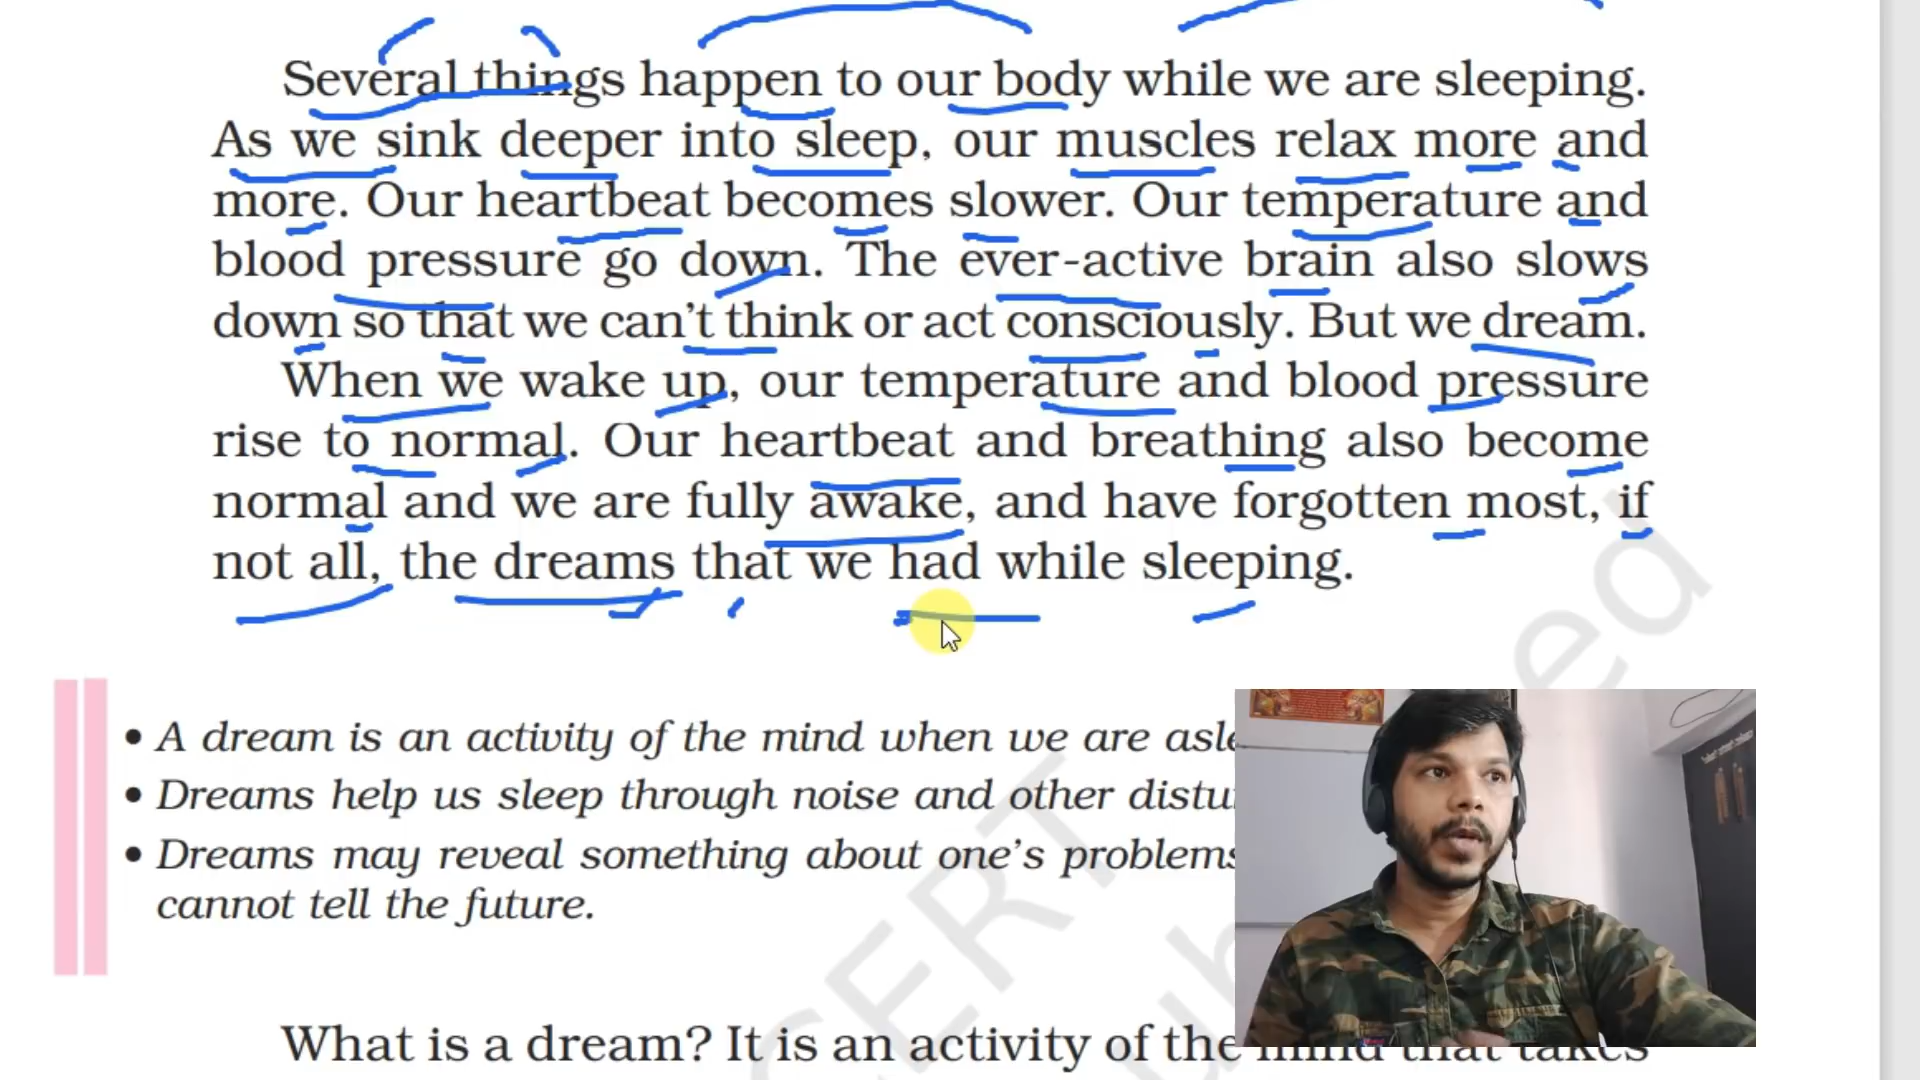 Several things happen to our body while we are sleeping.
As we sink deeper into sleep, our muscles relax more and
more. Our heartbeat becomes slower. Our temperature and
blood pressure go down. The ever-active brain also slows
down so that we can't think or act consciously. But we dream.
When we wake up, our temperature and blood pressure
rise to normal. Our heartbeat and breathing also become
normal and we are fully awake, and have forgotten most, if
not all, the dreams that we had while sleeping.
• A dream is an activity of the mind when we are asle
• Dreams help us sleep through noise and other distu
• Dreams may reveal something about one's problems
cannot tell the future.
What is a dream? It is an activity of the mind that takes